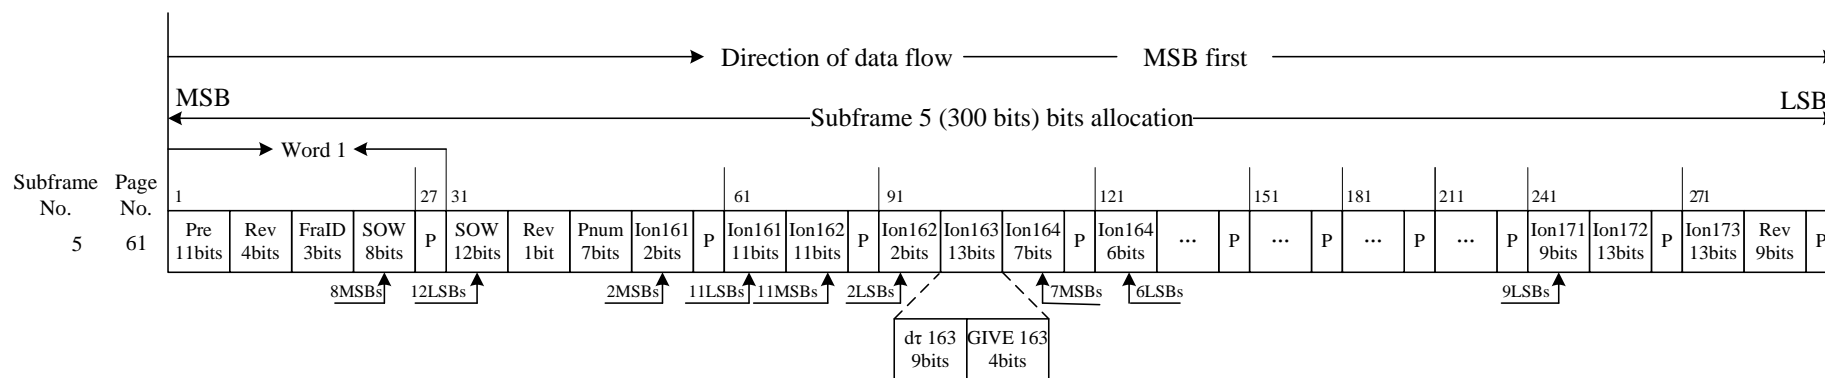 Direction of data flow
MSB first
MSB
LSB
Subframe 5 (300 bits) bits allocation
Word 1
Subframe No.
Page No.
1
27
31
61
91
121
151
181
211
241
271
5
61
Pre 11bits
Rev 4bits
FraID 3bits
SOW 8bits
P
SOW 12bits
Rev 1bit
Pnum 7bits
Ion161 2bits
P
Ion161 11bits
Ion162 11bits
P
Ion162 2bits
Ion163 13bits
Ion164 7bits
P
Ion164 6bits
...
P
...
P
...
P
...
P
Ion171 9bits
Ion172 13bits
P
Ion173 13bits
Rev 9bits
P
8MSBs
12LSBs
2MSBs
11LSBs
11MSBs
2LSBs
7MSBs
6LSBs
9LSBs
dτ 163 9bits
GIVE 163 4bits